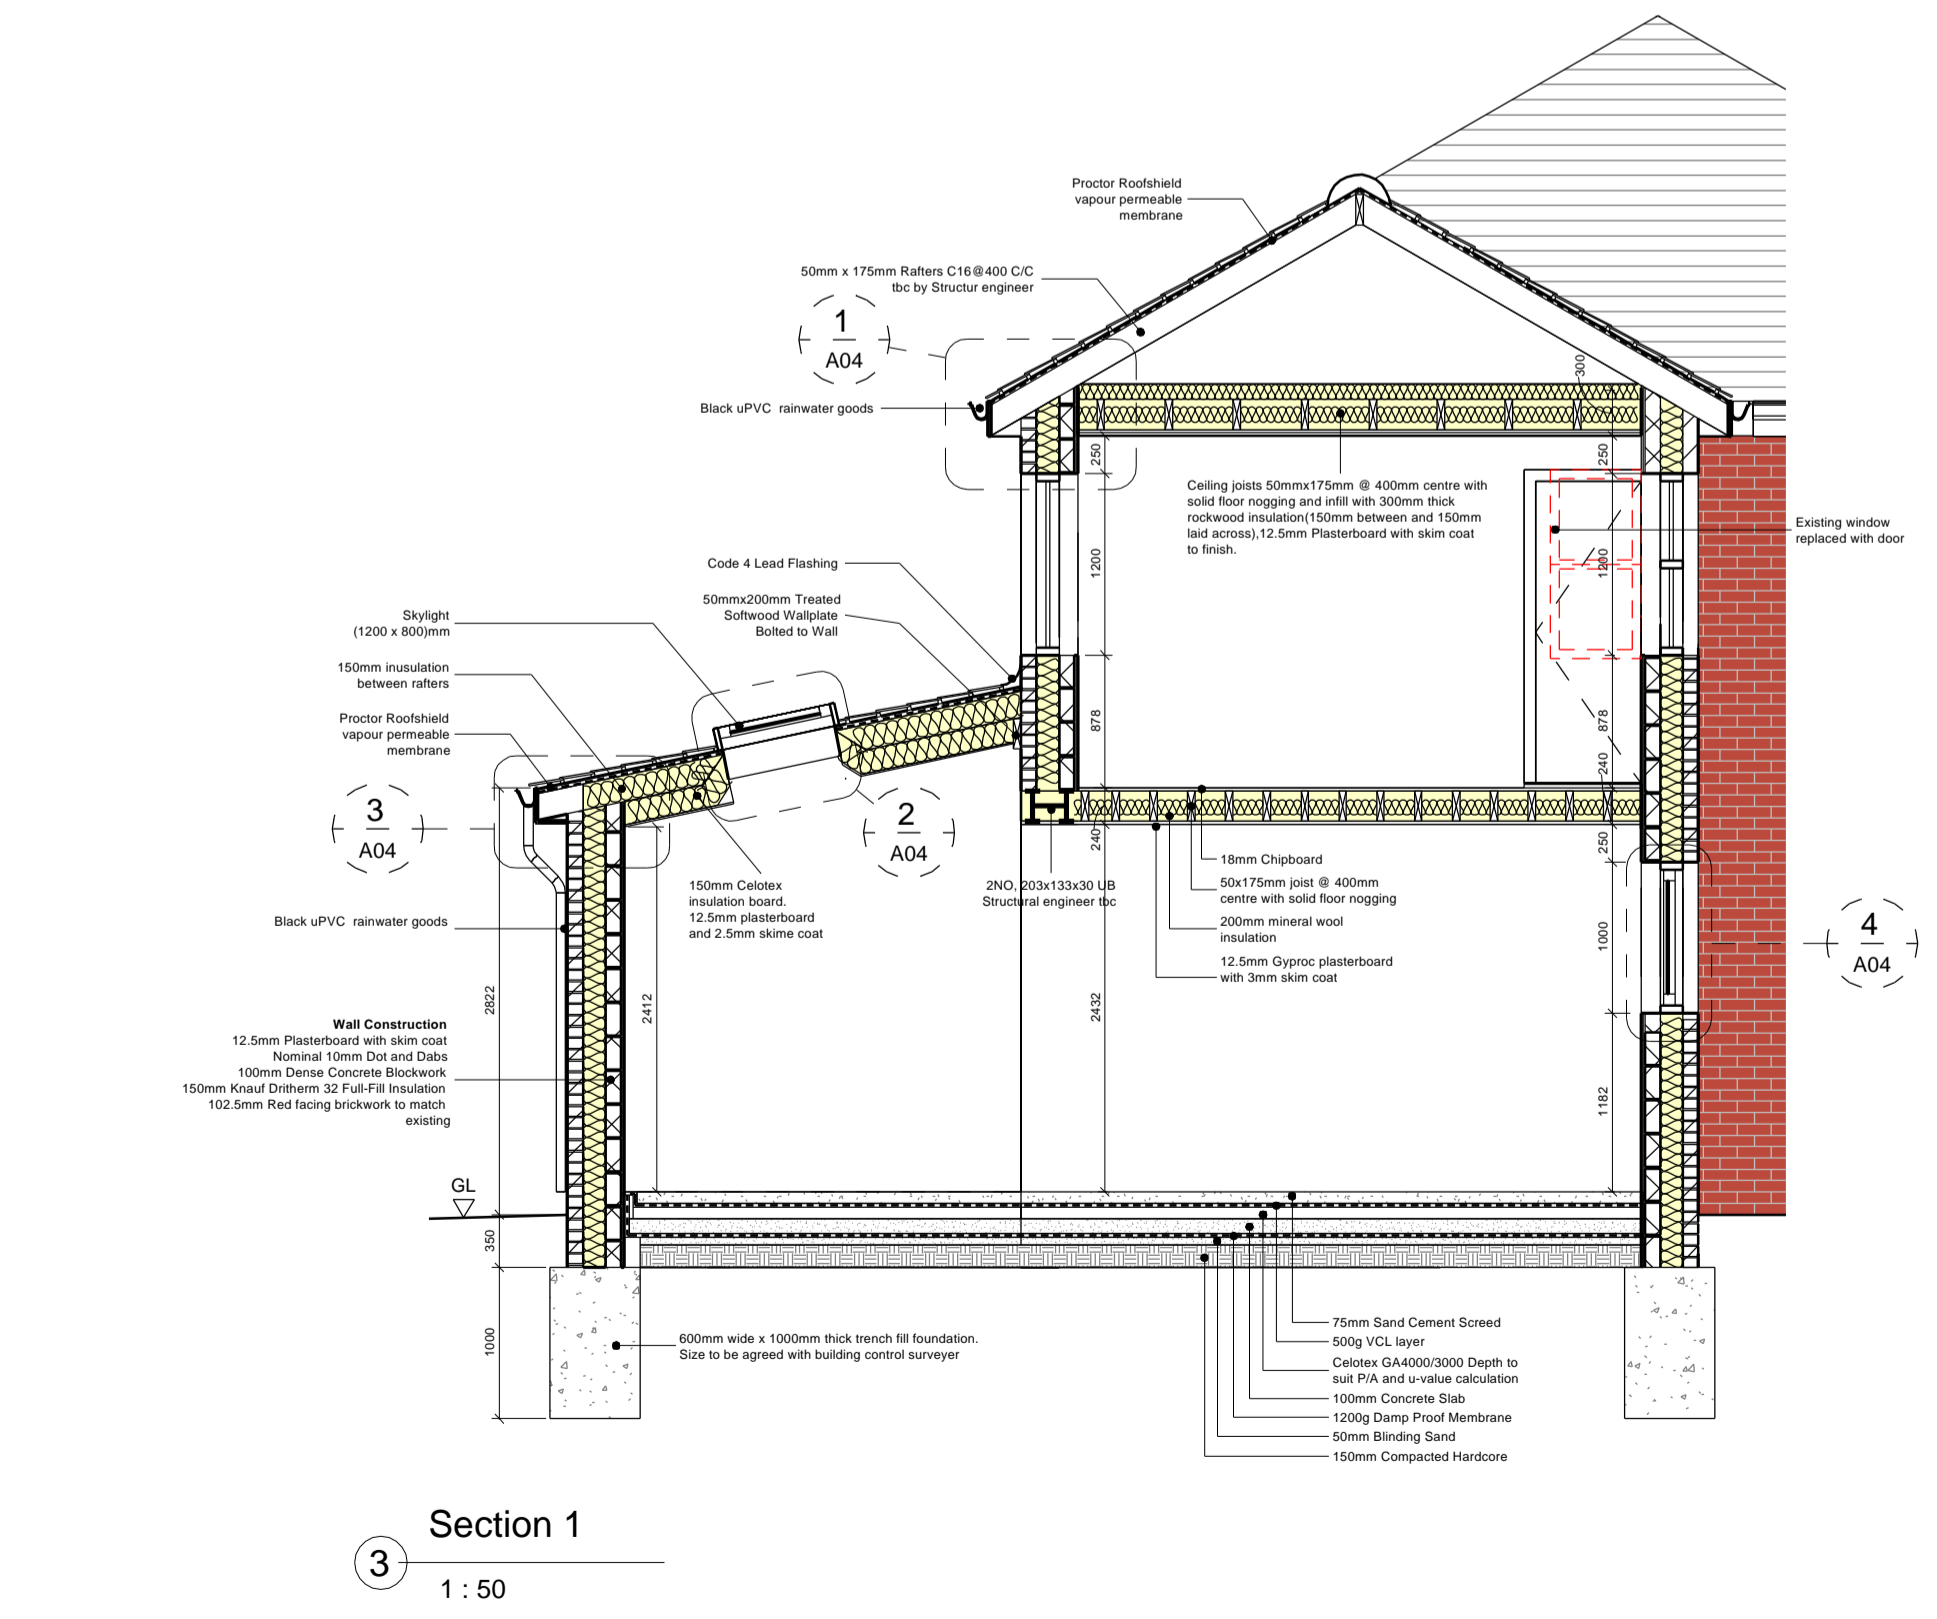 Proctor Roofshield
vapour permeable
membrane
50mm x 175mm Rafters C16@400 C/C
tbc by Structur engineer
1
A04
Black uPVC rainwater goods
300
250
250
Ceiling joists 50mmx175mm @ 400mm centre with
solid floor nogging and infill with 300mm thick
rockwood insulation(150mm between and 150mm
laid across),12.5mm Plasterboard with skim coat
to finish.
Existing window
replaced with door
1200
1200
Code 4 Lead Flashing
50mmx200mm Treated
Softwood Wallplate
Bolted to Wall
Skylight
(1200 x 800)mm
150mm inusulation
between rafters
Proctor Roofshield
vapour permeable
membrane
878
878
240
3
A04
2
A04
240
250
18mm Chipboard
50x175mm joist @ 400mm
centre with solid floor nogging
200mm mineral wool
insulation
12.5mm Gyproc plasterboard
with 3mm skim coat
2NO, 203x133x30 UB
Structural engineer tbc
150mm Celotex
insulation board.
12.5mm plasterboard
and 2.5mm skime coat
Black uPVC rainwater goods
4
A04
1000
2822
2412
2432
1182
Wall Construction
12.5mm Plasterboard with skim coat
Nominal 10mm Dot and Dabs
100mm Dense Concrete Blockwork
150mm Knauf Dritherm 32 Full-Fill Insulation
102.5mm Red facing brickwork to match
existing
GL
350
1000
600mm wide x 1000mm thick trench fill foundation.
Size to be agreed with building control surveyer
75mm Sand Cement Screed
500g VCL layer
Celotex GA4000/3000 Depth to
suit P/A and u-value calculation
100mm Concrete Slab
1200g Damp Proof Membrane
50mm Blinding Sand
150mm Compacted Hardcore
Section 1
3
1 : 50